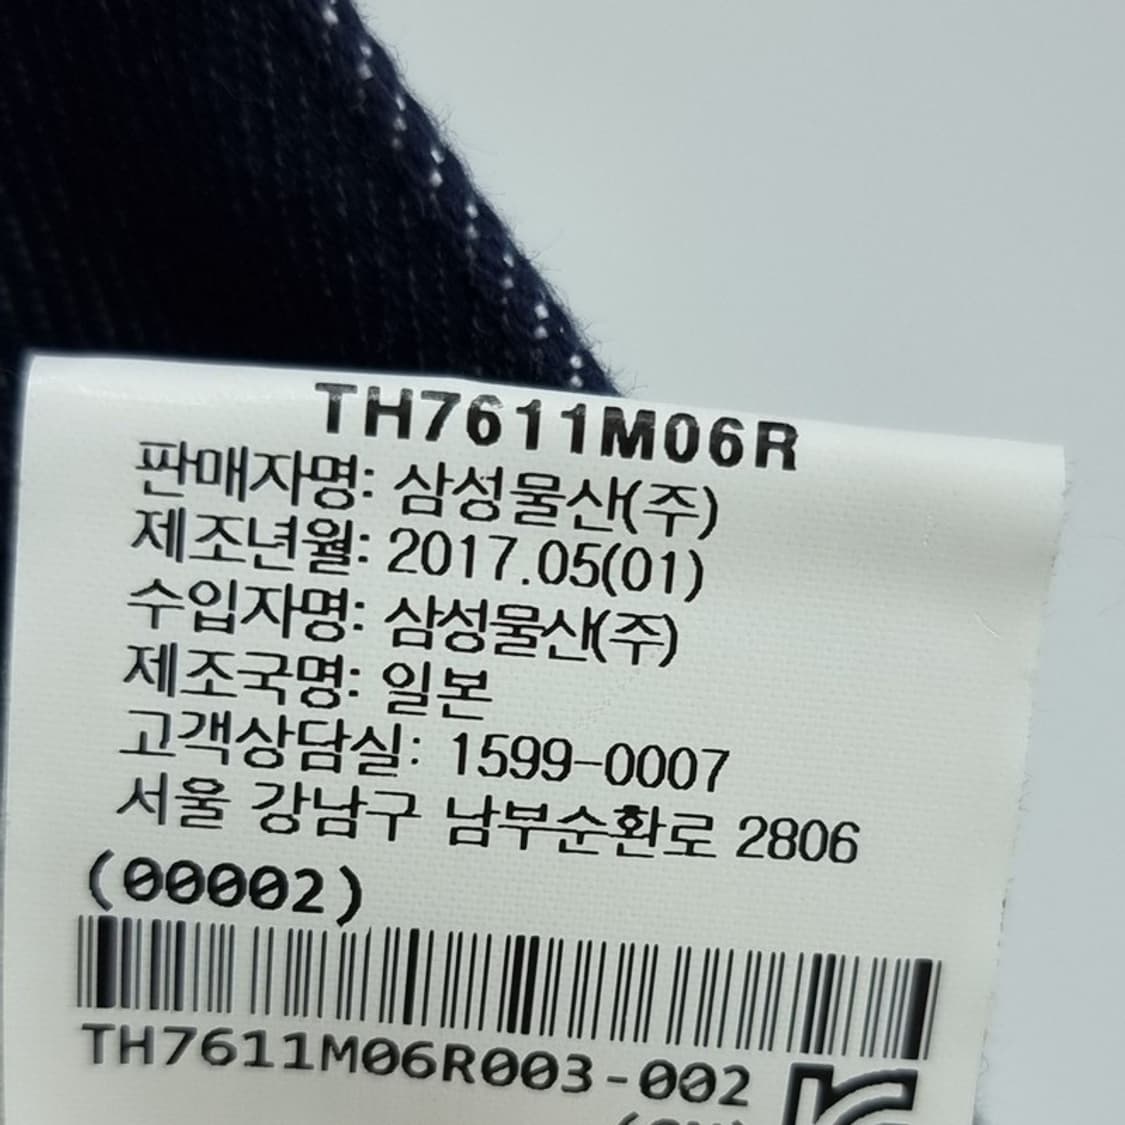 TH7611M06R
판매자명: 삼성물산(주)
제조년월: 2017.05(01)
수입자명: 삼성물산(주)
제조국명: 일본
고객상담실: 1599-0007
서울 강남구 남부순환로 2806
(00002)
TH7611M06R003-002